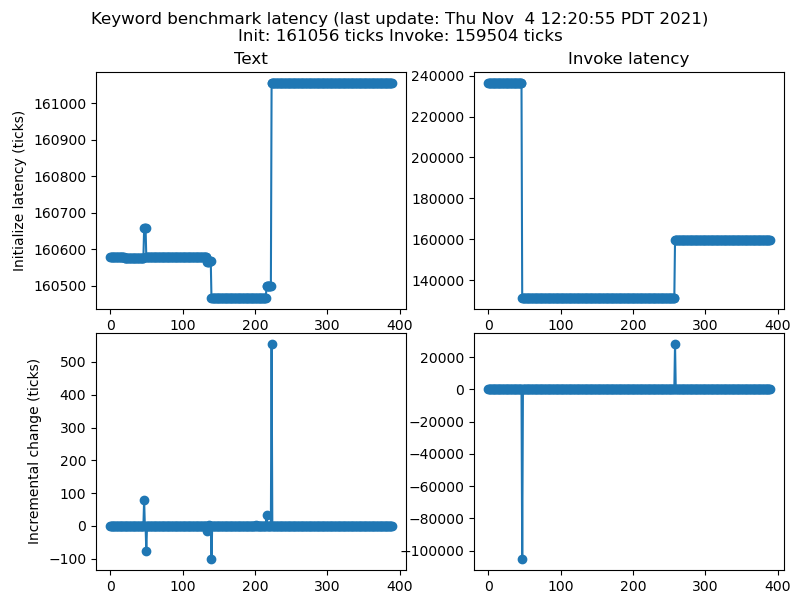 Keyword benchmark latency (last update: Thu Nov  4 12:20:55 PDT 2021)
Init: 161056 ticks Invoke: 159504 ticks
Text
Invoke latency
Initialize latency (ticks)
161000
160900
160800
160700
160600
160500
0 100 200 300 400
240000
220000
200000
180000
160000
140000
0 100 200 300 400
Incremental change (ticks)
500
400
300
200
100
0
−100
0 100 200 300 400
20000
0
−20000
−40000
−60000
−80000
−100000
0 100 200 300 400